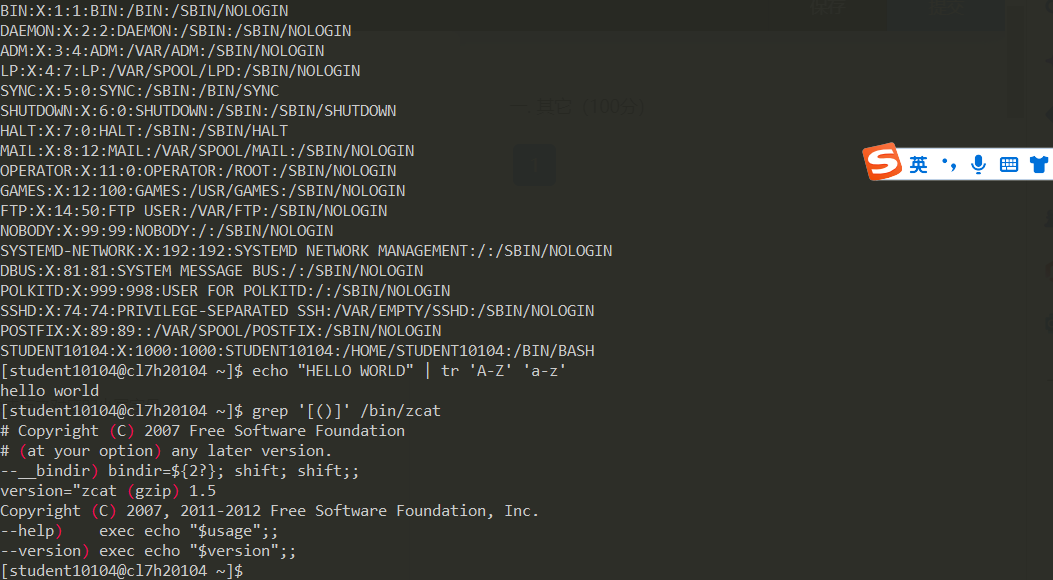 BIN:X:1:1:BIN:/BIN:/SBIN/NOLOGIN
DAEMON:X:2:2:DAEMON:/SBIN:/SBIN/NOLOGIN
ADM:X:3:4:ADM:/VAR/ADM:/SBIN/NOLOGIN
LP:X:4:7:LP:/VAR/SPOOL/LPD:/SBIN/NOLOGIN
SYNC:X:5:0:SYNC:/SBIN:/BIN/SYNC
SHUTDOWN:X:6:0:SHUTDOWN:/SBIN:/SBIN/SHUTDOWN
HALT:X:7:0:HALT:/SBIN:/SBIN/HALT
MAIL:X:8:12:MAIL:/VAR/SPOOL/MAIL:/SBIN/NOLOGIN
OPERATOR:X:11:0:OPERATOR:/ROOT:/SBIN/NOLOGIN
GAMES:X:12:100:GAMES:/USR/GAMES:/SBIN/NOLOGIN
FTP:X:14:50:FTP USER:/VAR/FTP:/SBIN/NOLOGIN
NOBODY:X:99:99:NOBODY:/:/SBIN/NOLOGIN
SYSTEMD-NETWORK:X:192:192:SYSTEMD NETWORK MANAGEMENT:/:/SBIN/NOLOGIN
DBUS:X:81:81:SYSTEM MESSAGE BUS:/:/SBIN/NOLOGIN
POLKITD:X:999:998:USER FOR POLKITD:/:/SBIN/NOLOGIN
SSHD:X:74:74:PRIVILEGE-SEPARATED SSH:/VAR/EMPTY/SSHD:/SBIN/NOLOGIN
POSTFIX:X:89:89::/VAR/SPOOL/POSTFIX:/SBIN/NOLOGIN
STUDENT10104:X:1000:1000:STUDENT10104:/HOME/STUDENT10104:/BIN/BASH
[student10104@cl7h20104 ~]$ echo "HELLO WORLD" | tr 'A-Z' 'a-z'
hello world
[student10104@cl7h20104 ~]$ grep '[()]' /bin/zcat
# Copyright (C) 2007 Free Software Foundation
# (at your option) any later version.
--__bindir) bindir=${2?}; shift; shift;;
version="zcat (gzip) 1.5
Copyright (C) 2007, 2011-2012 Free Software Foundation, Inc.
--help)    exec echo "$usage";;
--version) exec echo "$version";;
[student10104@cl7h20104 ~]$
S 英